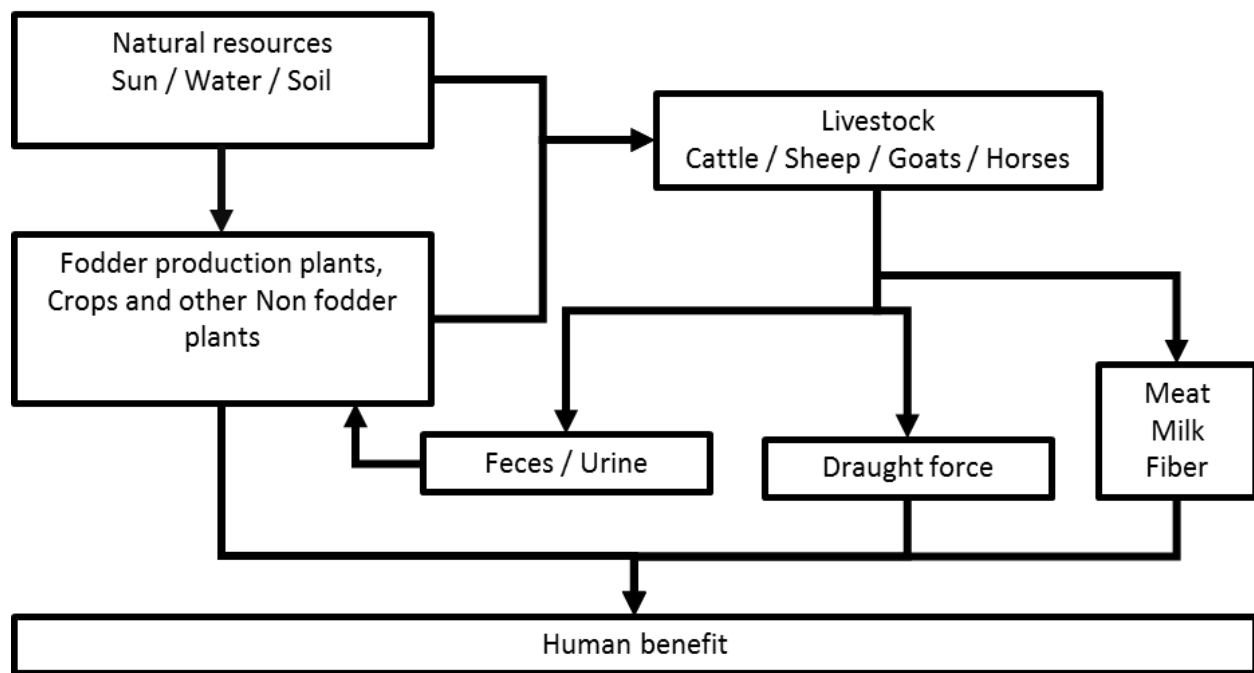 Natural resources
Sun / Water / Soil
Livestock
Cattle / Sheep / Goats / Horses
Fodder production plants,
Crops and other Non fodder
plants
Feces / Urine
Draught force
Meat
Milk
Fiber
Human benefit